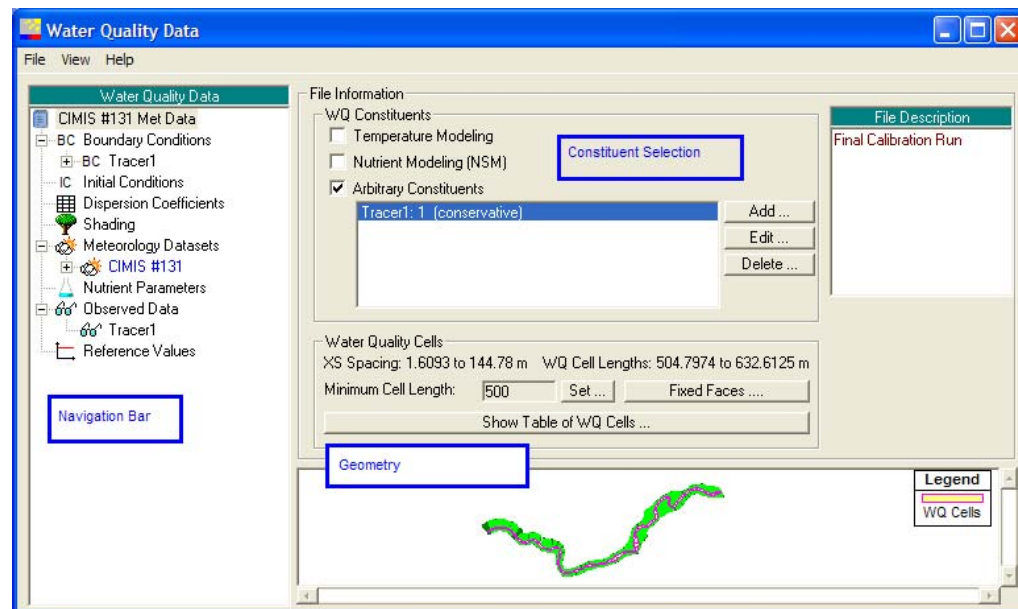 Water Quality Data
File View Help
Water Quality Data
CIMIS #131 Met Data
BC Boundary Conditions
BC Tracer1
IC Initial Conditions
Dispersion Coefficients
Shading
Meteorology Datasets
CIMIS #131
Nutrient Parameters
Observed Data
Tracer1
Reference Values
Navigation Bar
File Information
WQ Constituents
Temperature Modeling
Nutrient Modeling (NSM)
Arbitrary Constituents
Constituent Selection
Tracer1: 1 (conservative)
Add ...
Edit ...
Delete ...
File Description
Final Calibration Run
Water Quality Cells
XS Spacing: 1.6093 to 144.78 m WQ Cell Lengths: 504.7974 to 632.6125 m
Minimum Cell Length: 500 Set ... Fixed Faces ....
Show Table of WQ Cells ...
Geometry
Legend
WQ Cells